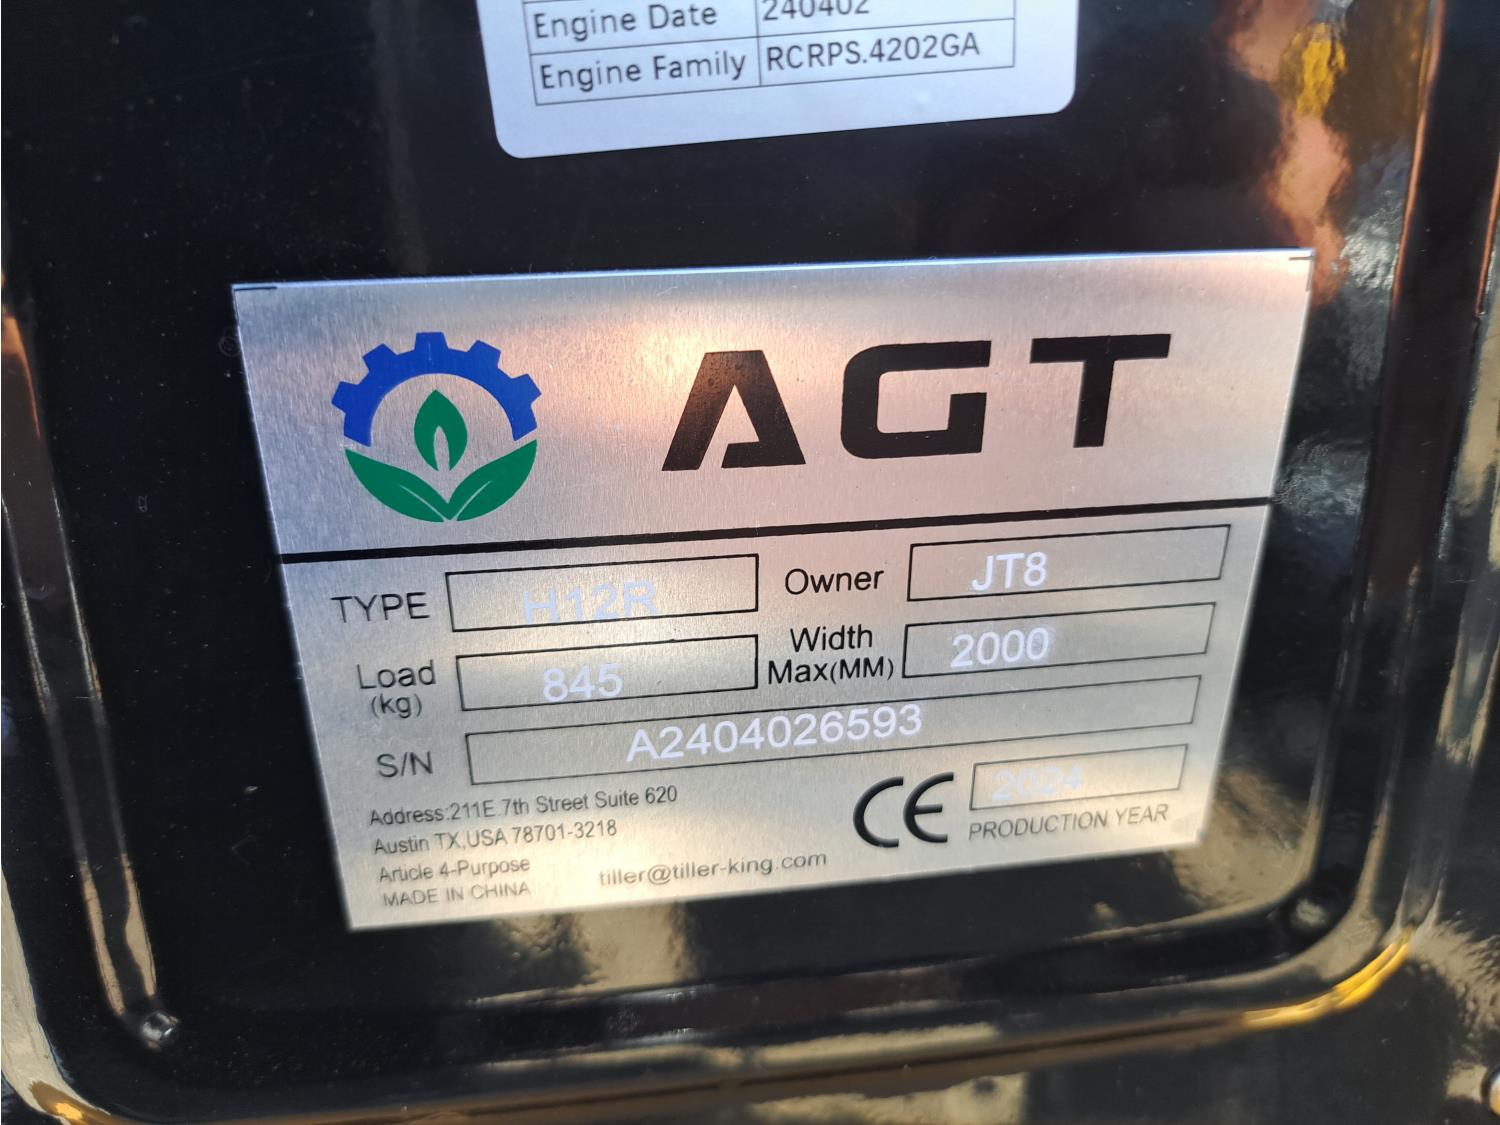 Engine Date 240402
Engine Family RCRPS.4202GA
AGT
TYPE H12R Owner JT8
Load (kg) 845 Width Max(MM) 2000
S/N A2404026593
Address:211E.7th Street Suite 620
Austin TX,USA 78701-3218
Article 4-Purpose
MADE IN CHINA
tiller@tiller-king.com
CE 2024
PRODUCTION YEAR